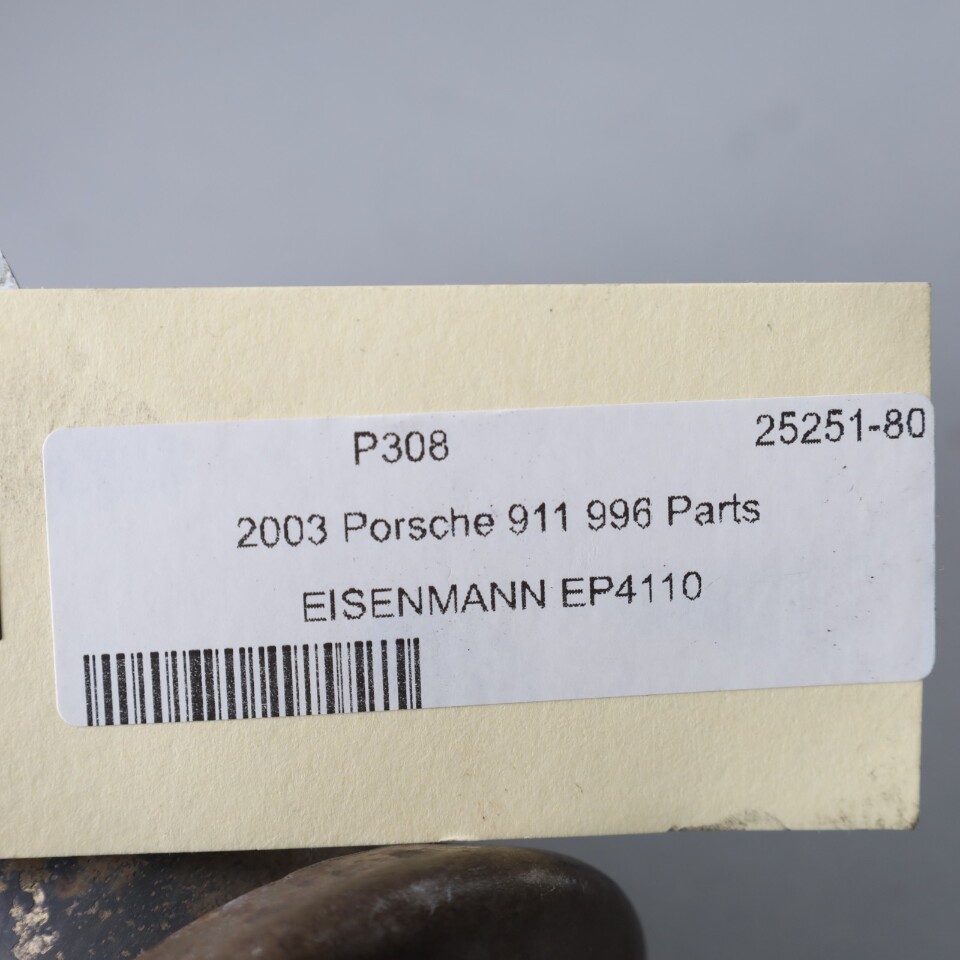 P308 25251-80
2003 Porsche 911 996 Parts
EISENMANN EP4110